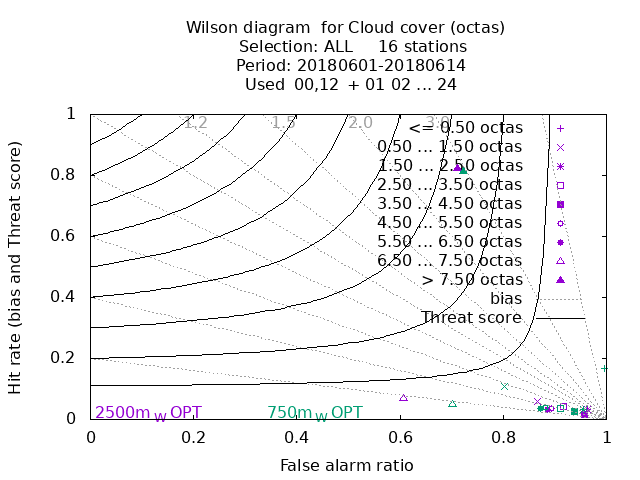 Wilson diagram  for Cloud cover (octas)
Selection: ALL     16 stations
Period: 20180601-20180614
Used  00,12  + 01 02 ... 24
Hit rate (bias and Threat score)
1
0.8
0.6
0.4
0.2
0
1.2
1.5
2.0
3.0
<= 0.50 octas
0.50 ... 1.50 octas
1.50 ... 2.50 octas
2.50 ... 3.50 octas
3.50 ... 4.50 octas
4.50 ... 5.50 octas
5.50 ... 6.50 octas
6.50 ... 7.50 octas
> 7.50 octas
bias
Threat score
2500m_W OPT
750m_W OPT
0 0.2 0.4 0.6 0.8 1
False alarm ratio